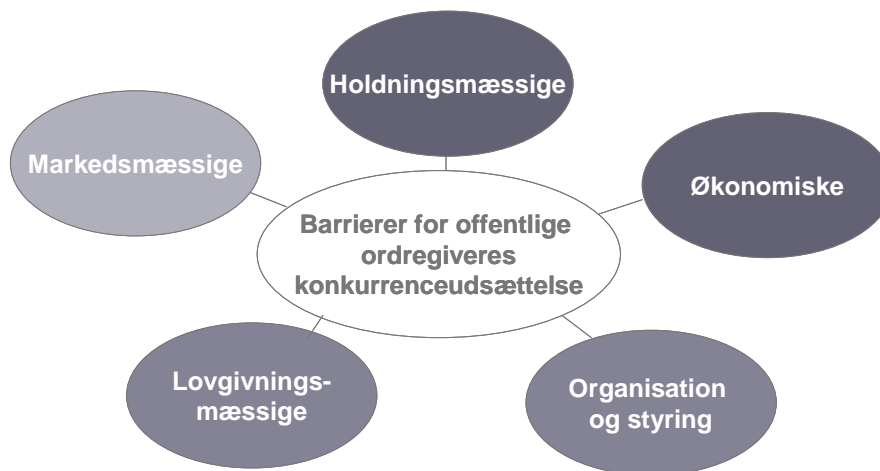 Holdningsmæssige
Markedsmæssige
Økonomiske
Barrierer for offentlige
ordregiveres
konkurrenceudsættelse
Lovgivnings-
mæssige
Organisation
og styring